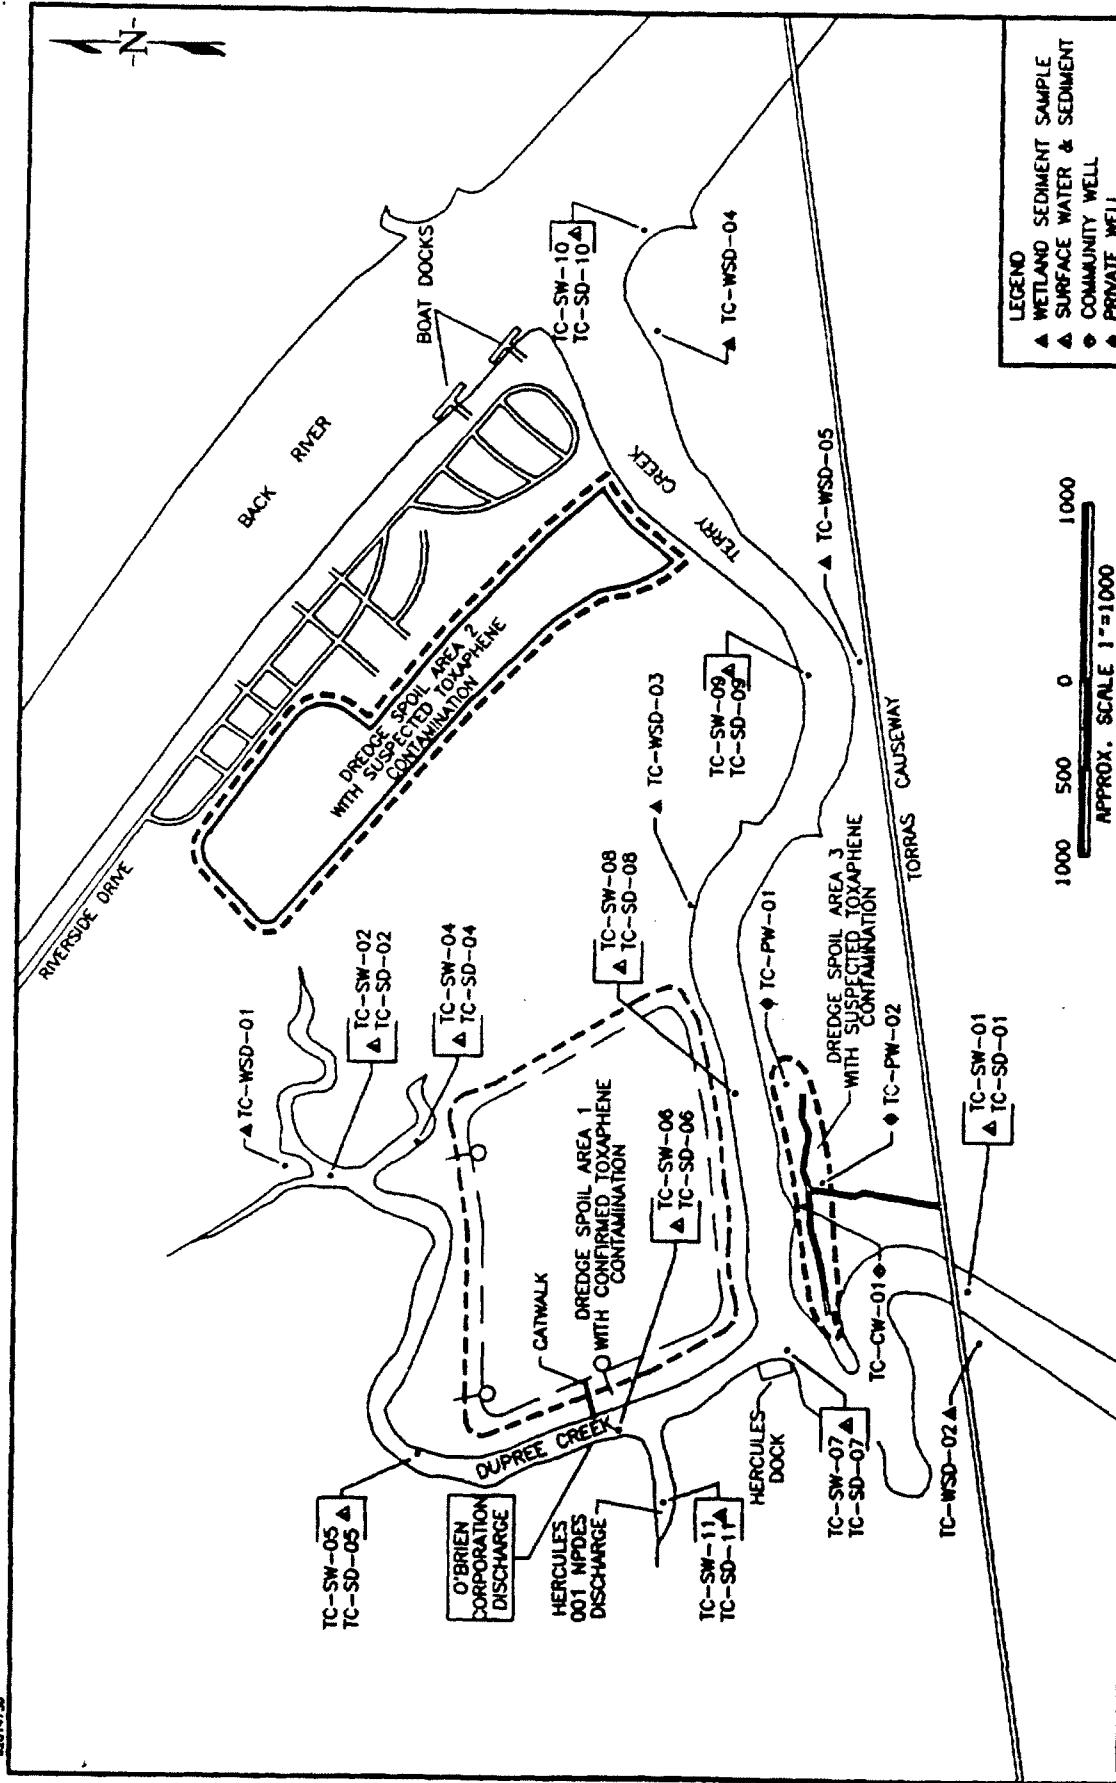 N
RIVERSIDE DRIVE
BACK RIVER
BOAT DOCKS
TC-WSD-01
TC-SW-02
TC-SD-02
TC-SW-04
TC-SD-04
DREDGE SPOIL AREA 2
WITH SUSPECTED TOXAPHENE
CONTAMINATION
TC-SW-10
TC-SD-10
TC-WSD-04
TC-SW-05
TC-SD-05
O'BRIEN
CORPORATION
DISCHARGE
DUPREE CREEK
CATWALK
DREDGE SPOIL AREA 1
WITH CONFIRMED TOXAPHENE
CONTAMINATION
TC-SW-06
TC-SD-06
TC-SW-08
TC-SD-08
TC-WSD-03
TC-SW-09
TC-SD-09
TERRY CREEK
TC-WSD-05
HERCULES
001 NPDES
DISCHARGE
TC-SW-11
TC-SD-11
HERCULES
DOCK
TC-SW-07
TC-SD-07
TC-CW-01
TC-PW-01
DREDGE SPOIL AREA 3
WITH SUSPECTED TOXAPHENE
CONTAMINATION
TC-PW-02
TORRAS CAUSEWAY
TC-WSD-02
TC-SW-01
TC-SD-01
1000 500 0 1000
APPROX. SCALE 1"=1000
LEGEND
WETLAND SEDIMENT SAMPLE
SURFACE WATER & SEDIMENT
COMMUNITY WELL
PRIVATE WELL